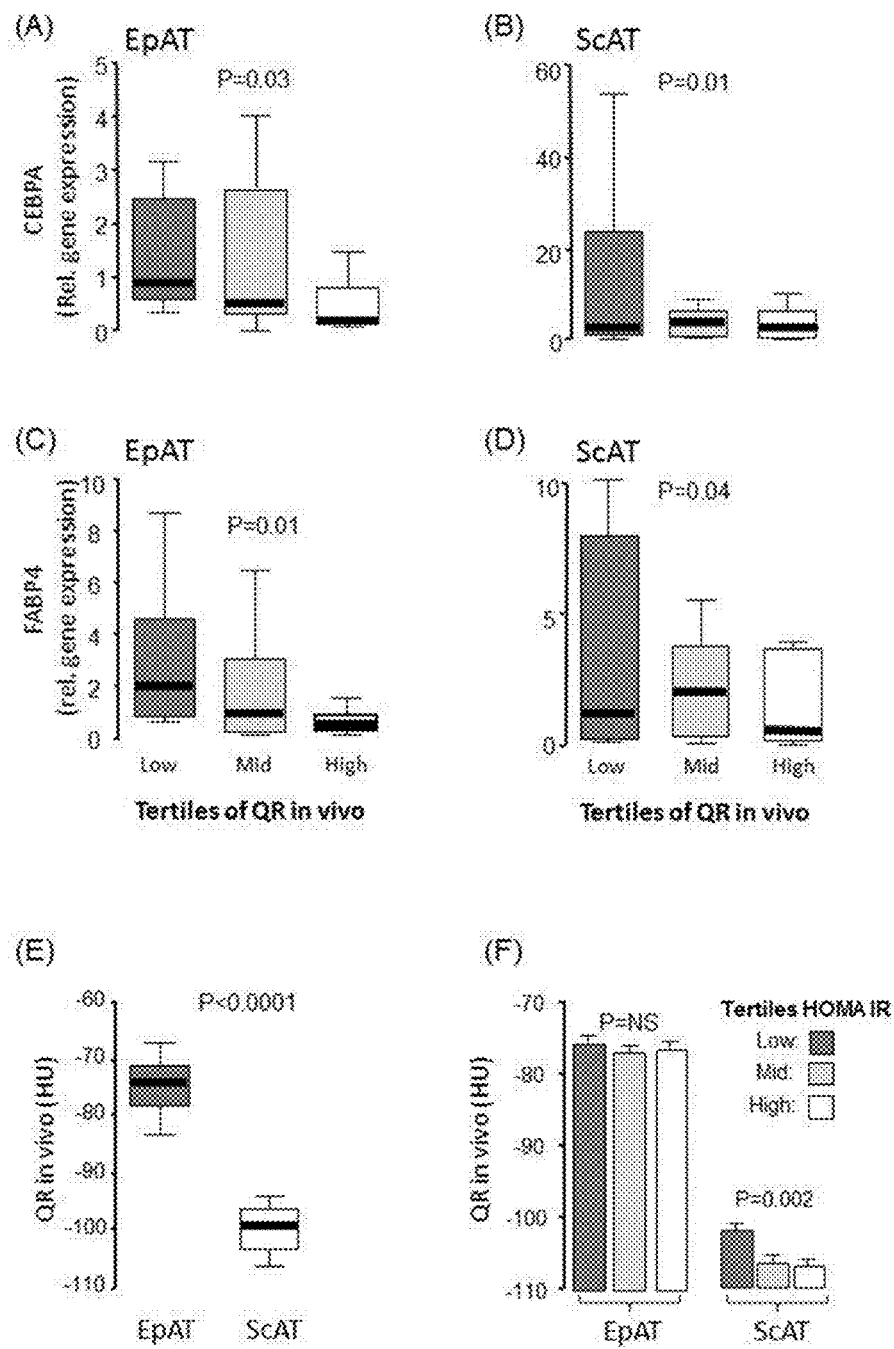 (A)
EpAT
P=0.03
CEBPA
(Rel. gene expression)
5
4
3
2
1
0
(B)
ScAT
P=0.01
60
40
20
0
(C)
EpAT
P=0.01
FABP4
(rel. gene expression)
10
8
6
4
2
0
Low
Mid
High
Tertiles of QR in vivo
(D)
ScAT
P=0.04
10
5
0
Low
Mid
High
Tertiles of QR in vivo
(E)
P<0.0001
QR in vivo (HU)
-60
-70
-80
-90
-100
-110
EpAT
ScAT
(F)
P=NS
Tertiles HOMA IR
Low:
Mid:
High:
P=0.002
QR in vivo (HU)
-70
-80
-90
-100
-110
EpAT
ScAT